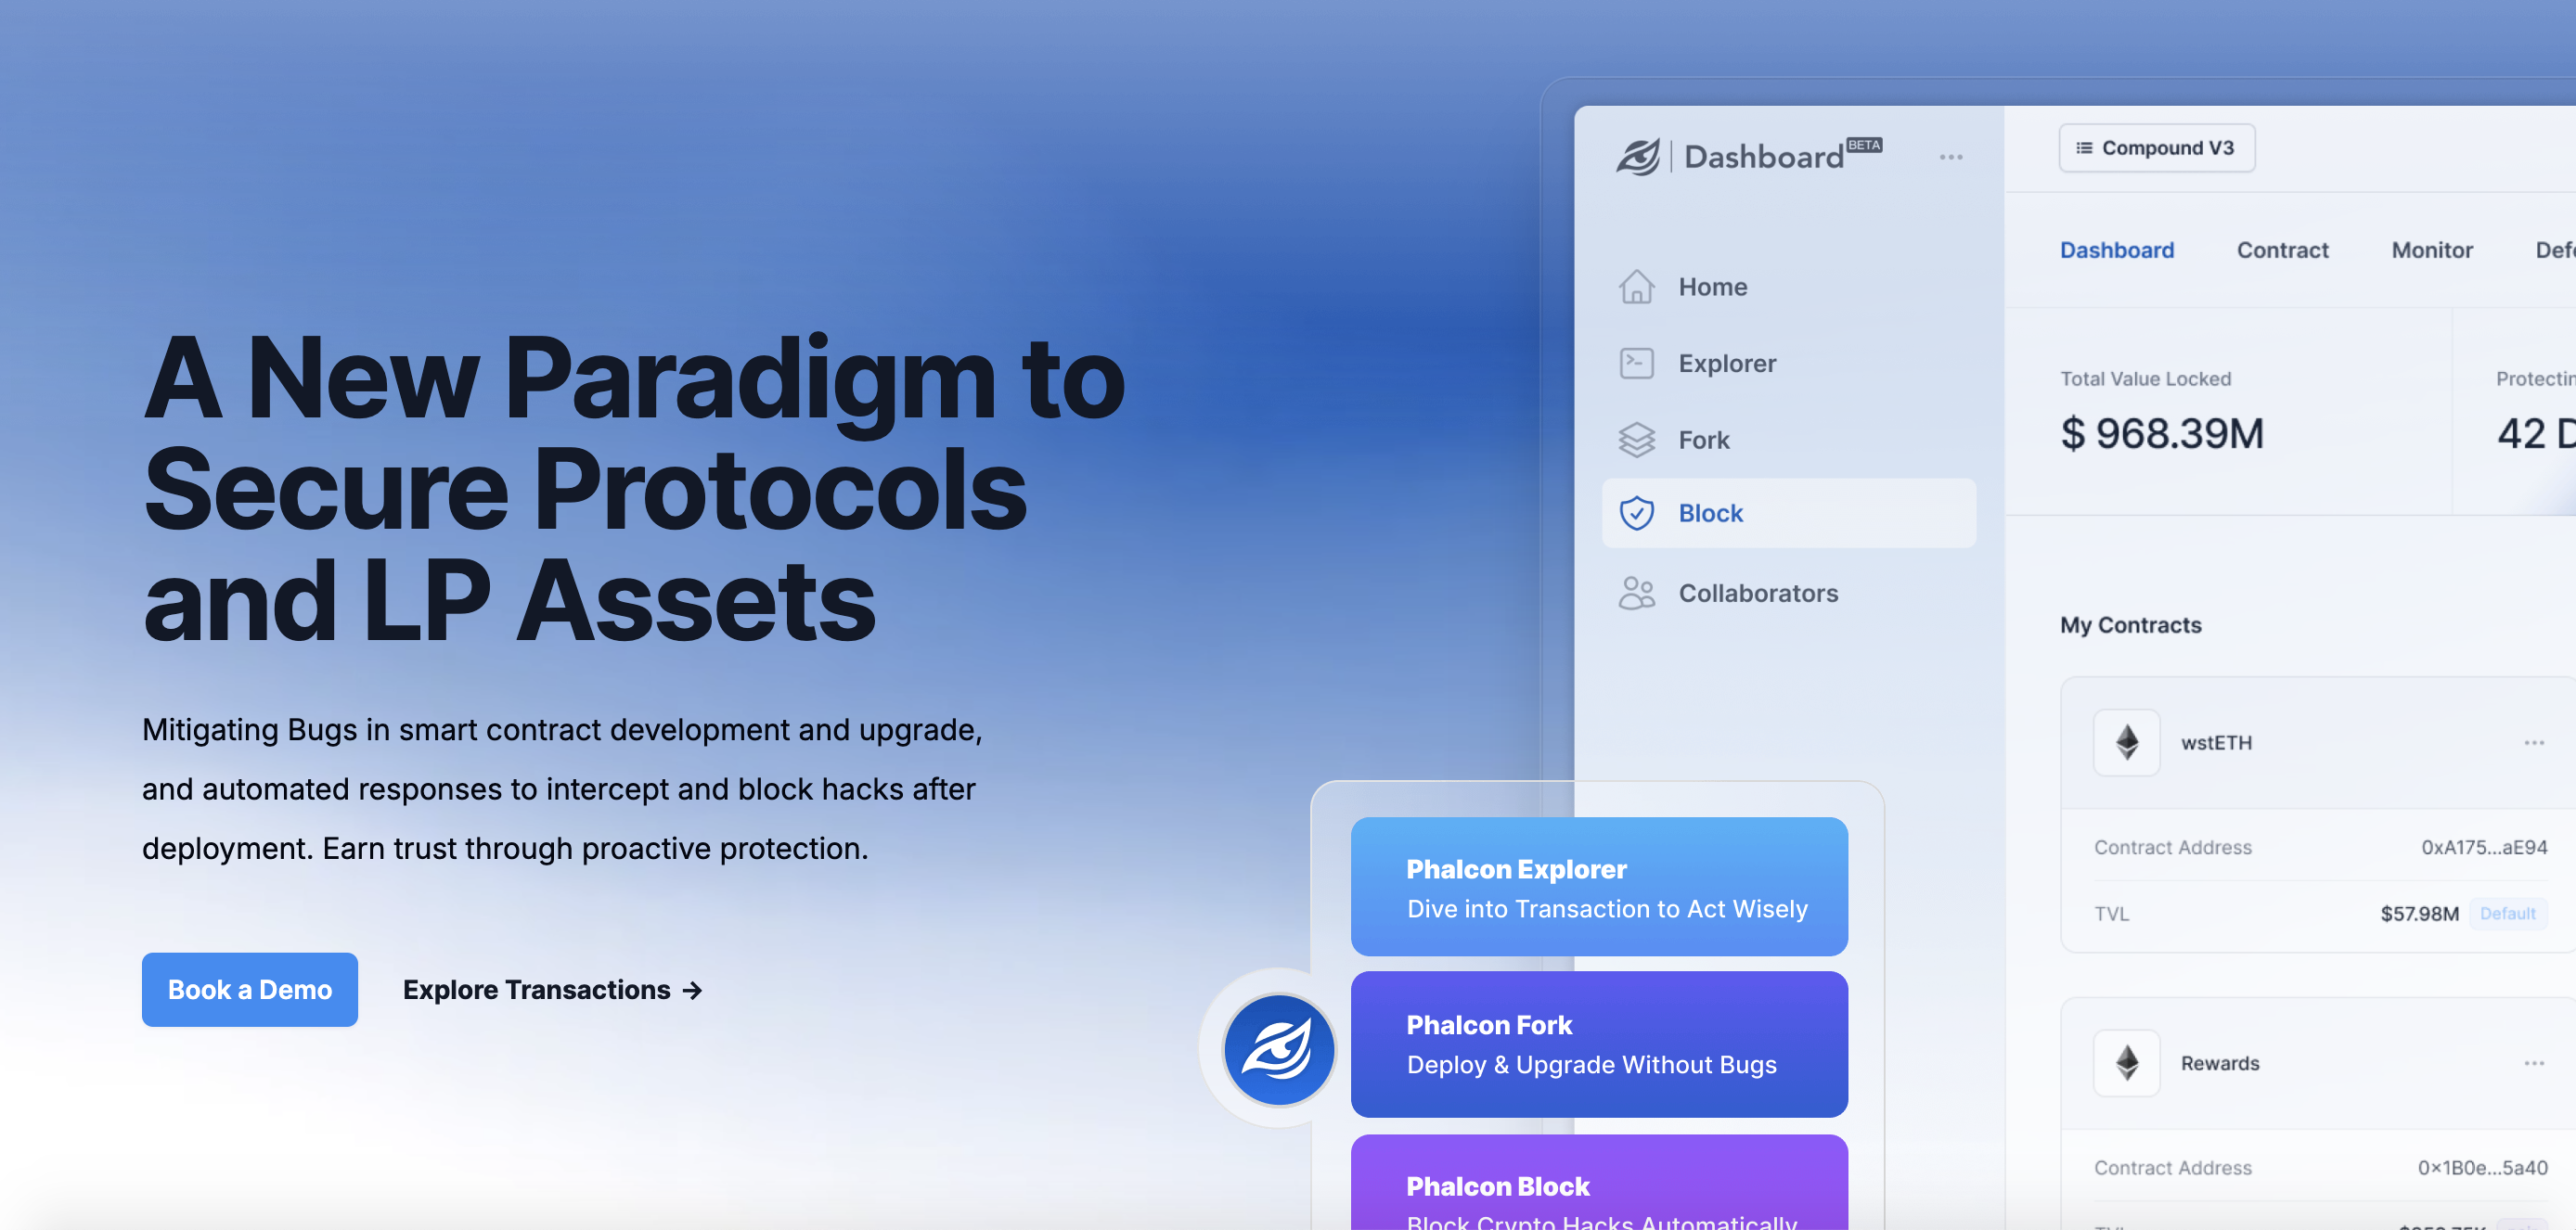 A New Paradigm to
Secure Protocols
and LP Assets
Mitigating Bugs in smart contract development and upgrade,
and automated responses to intercept and block hacks after
deployment. Earn trust through proactive protection.
Book a Demo
Explore Transactions →
Dashboard BETA
Home
Explorer
Fork
Block
Collaborators
Compound V3
Dashboard Contract Monitor
Total Value Locked
$ 968.39M
42
My Contracts
wstETH
Contract Address 0xA175...aE94
TVL $57.98M Default
Rewards
Contract Address 0x1B0e...5a40
Phalcon Explorer
Dive into Transaction to Act Wisely
Phalcon Fork
Deploy & Upgrade Without Bugs
Phalcon Block
Block Crypto Hacks Automatically